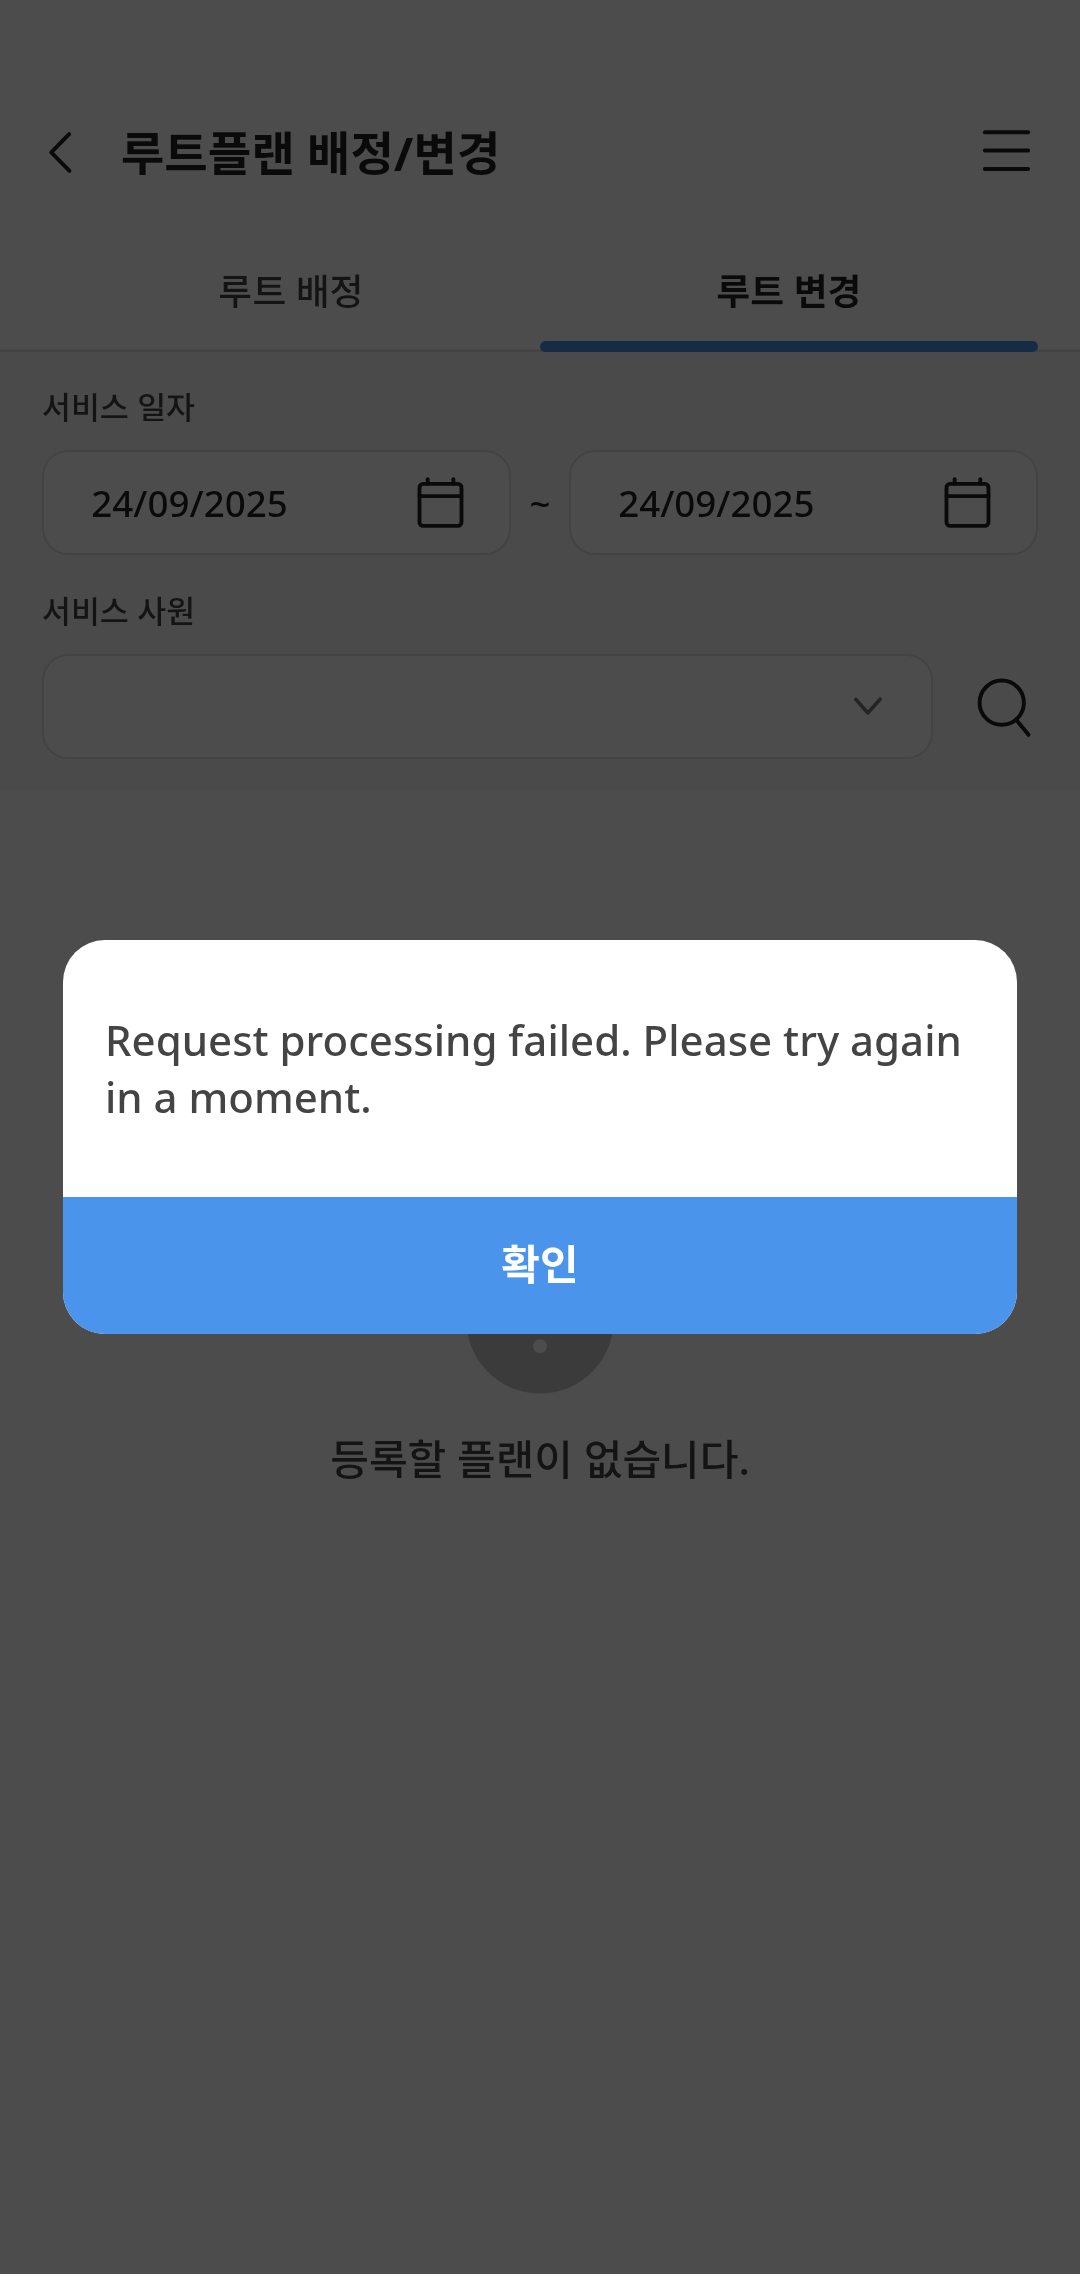 루트플랜 배정/변경
루트 배정 루트 변경
서비스 일자
24/09/2025 ~ 24/09/2025
서비스 사원
Request processing failed. Please try again
in a moment.
확인
등록할 플랜이 없습니다.